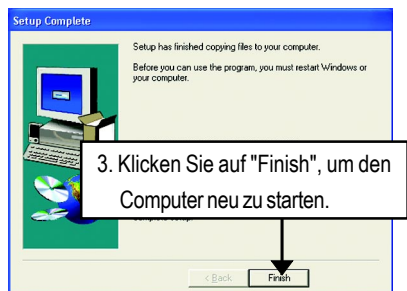 Setup Complete
Setup has finished copying files to your computer.
Before you can use the program, you must restart Windows or
your computer.
3. Klicken Sie auf "Finish", um den
Computer neu zu starten.
< Back
Finish